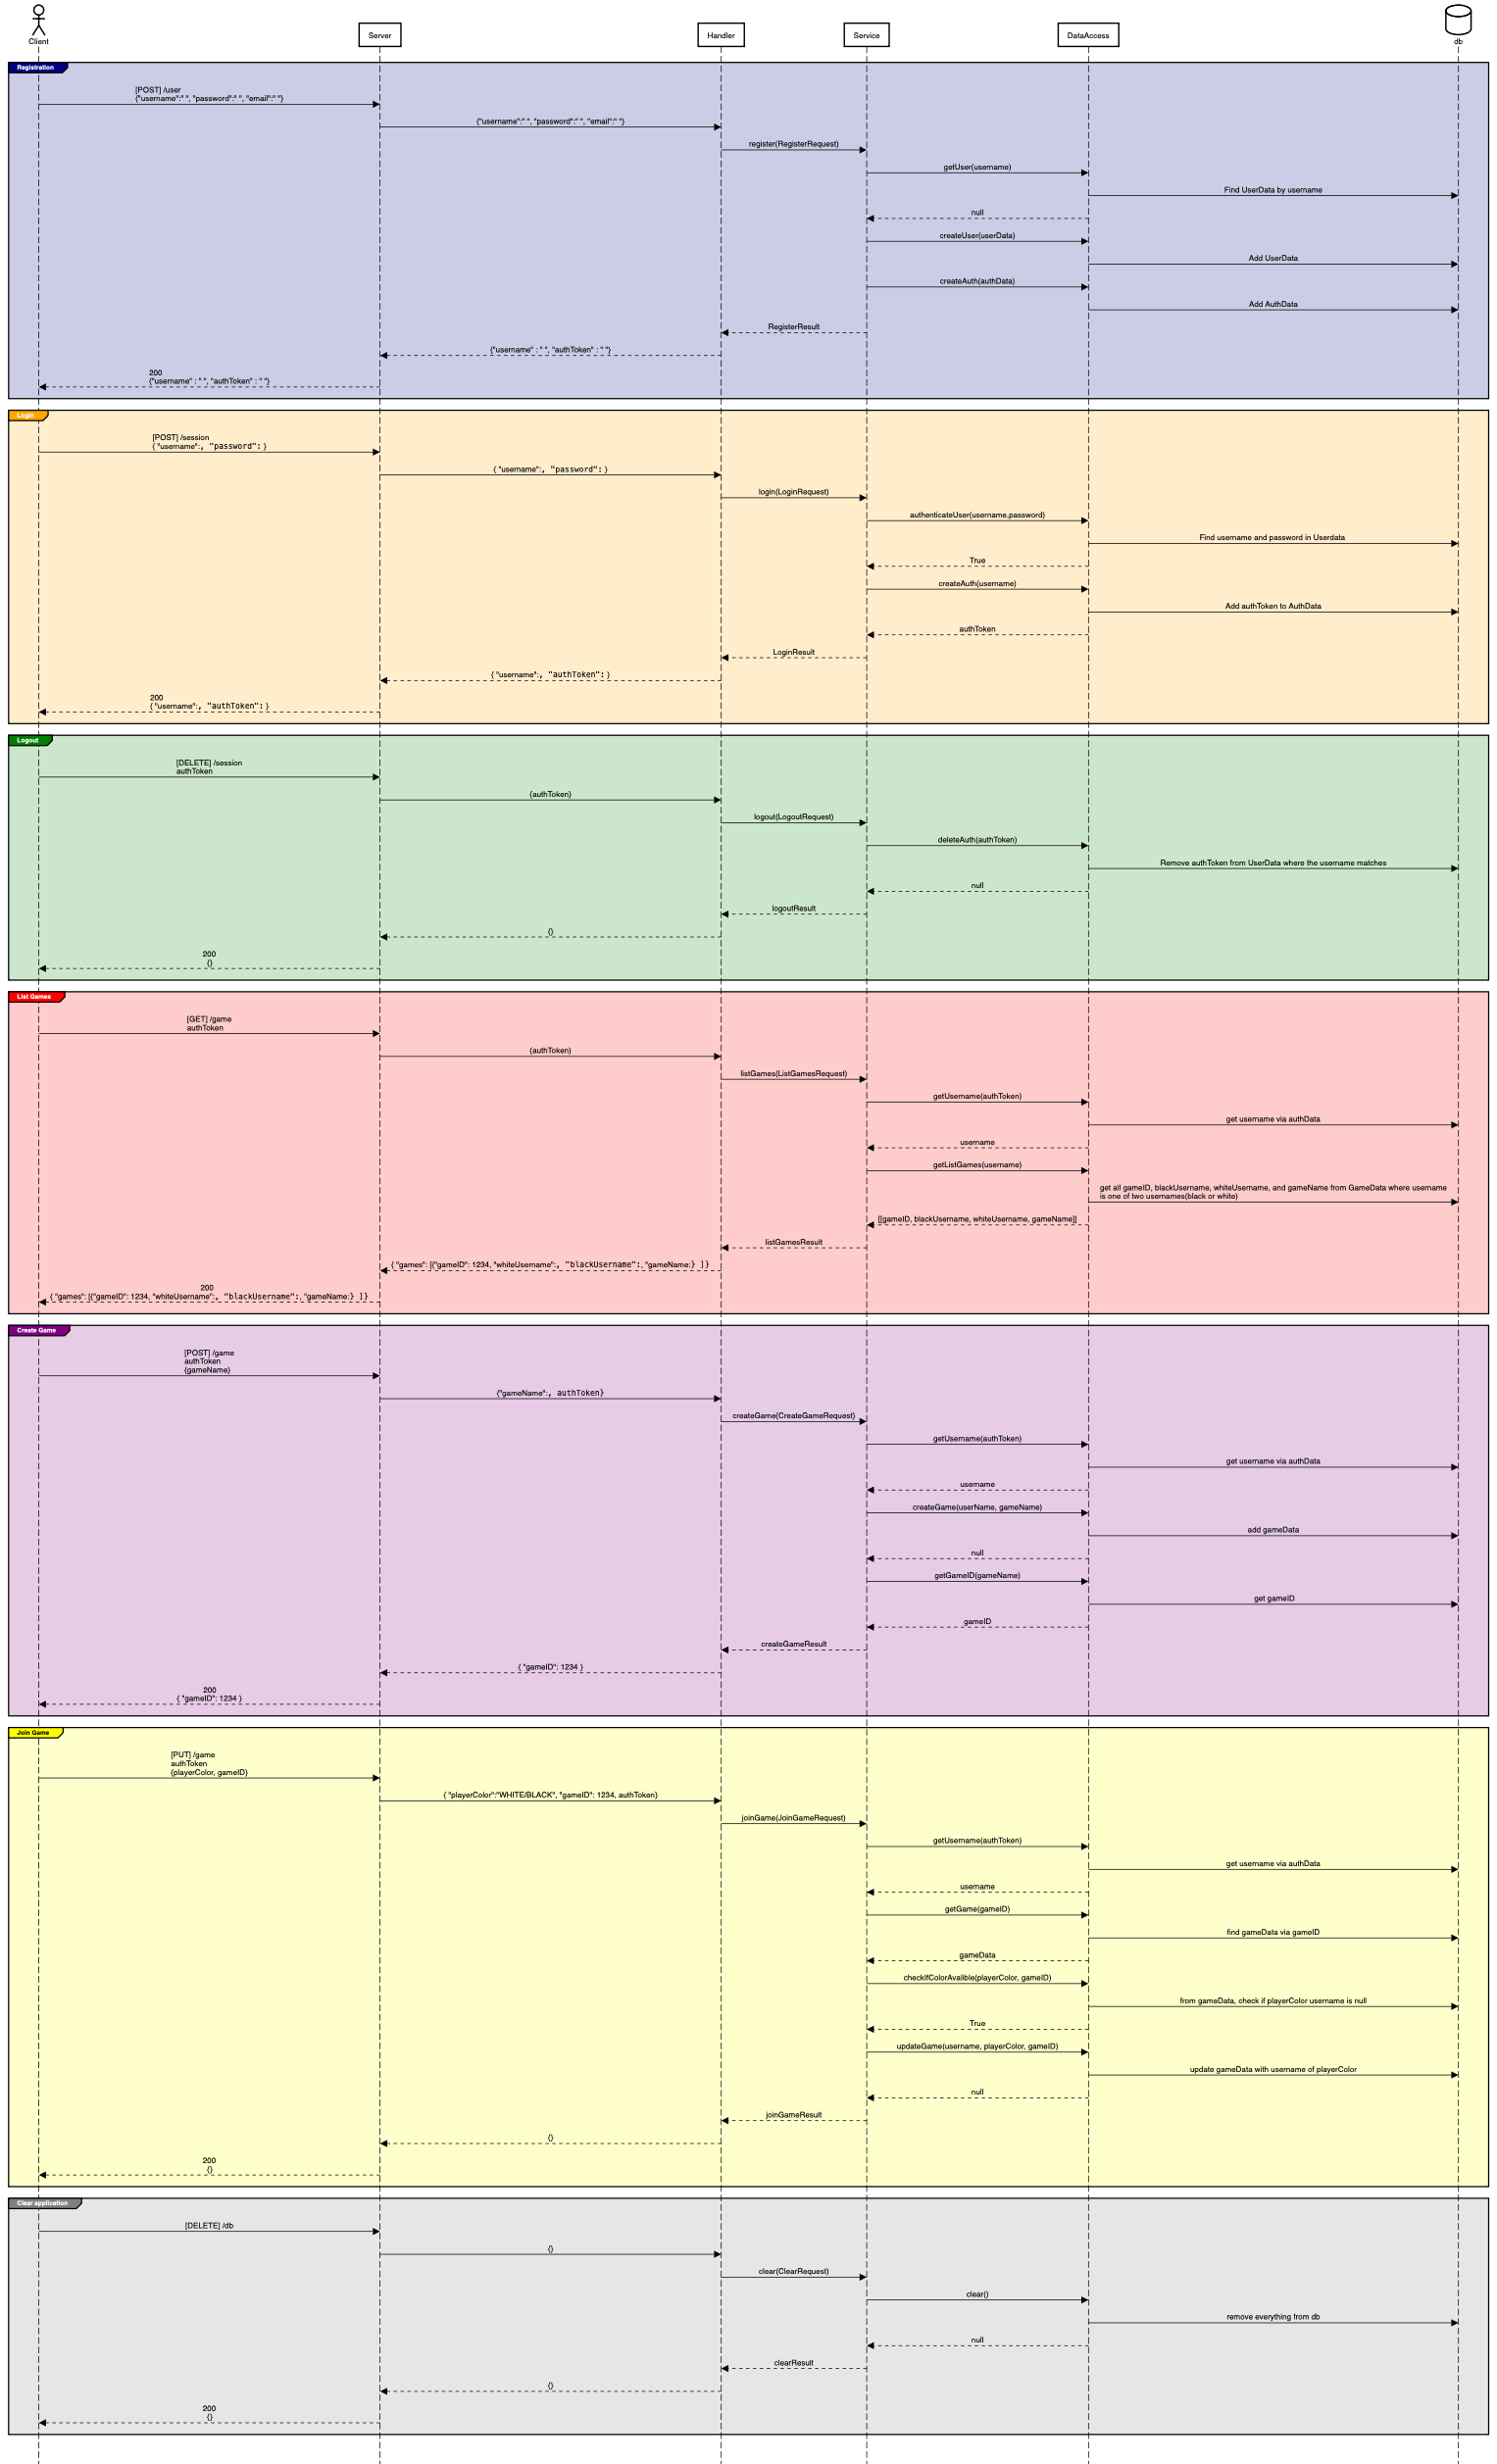 Client
Server
Handler
Service
DataAccess
db
Registration
[POST] /user
{"username":" ", "password":" ", "email":" "}
{"username":" ", "password":" ", "email":" "}
register(RegisterRequest)
getUser(username)
Find UserData by username
null
createUser(userData)
Add UserData
createAuth(authData)
Add AuthData
RegisterResult
{"username" : " ", "authToken" : " "}
200
{"username" : " ", "authToken" : " "}
Login
[POST] /session
{ "username":, "password": }
{ "username":, "password": }
login(LoginRequest)
authenticateUser(username,password)
Find username and password in Userdata
True
createAuth(username)
Add authToken to AuthData
authToken
LoginResult
{ "username":, "authToken": }
200
{ "username":, "authToken": }
Logout
[DELETE] /session
authToken
{authToken}
logout(LogoutRequest)
deleteAuth(authToken)
Remove authToken from UserData where the username matches
null
logoutResult
{}
200
{}
List Games
[GET] /game
authToken
{authToken}
listGames(ListGamesRequest)
getUsername(authToken)
get username via authData
username
getListGames(username)
get all gameID, blackUsername, whiteUsername, and gameName from GameData where username
is one of two usernames(black or white)
[[gameID, blackUsername, whiteUsername, gameName]]
listGamesResult
{ "games": [{"gameID": 1234, "whiteUsername":, "blackUsername":, "gameName:} ]}
200
{ "games": [{"gameID": 1234, "whiteUsername":, "blackUsername":, "gameName:} ]}
Create Game
[POST] /game
authToken
{gameName}
{"gameName":, authToken}
createGame(CreateGameRequest)
getUsername(authToken)
get username via authData
username
createGame(userName, gameName)
add gameData
null
getGameID(gameName)
get gameID
gameID
createGameResult
{ "gameID": 1234 }
200
{ "gameID": 1234 }
Join Game
[PUT] /game
authToken
{playerColor, gameID}
{ "playerColor":"WHITE/BLACK", "gameID": 1234, authToken}
joinGame(JoinGameRequest)
getUsername(authToken)
get username via authData
username
getGame(gameID)
find gameData via gameID
gameData
checkIfColorAvalible(playerColor, gameID)
from gameData, check if playerColor username is null
True
updateGame(username, playerColor, gameID)
update gameData with username of playerColor
null
joinGameResult
{}
200
{}
Clear application
[DELETE] /db
{}
clear(ClearRequest)
clear()
remove everything from db
null
clearResult
{}
200
{}